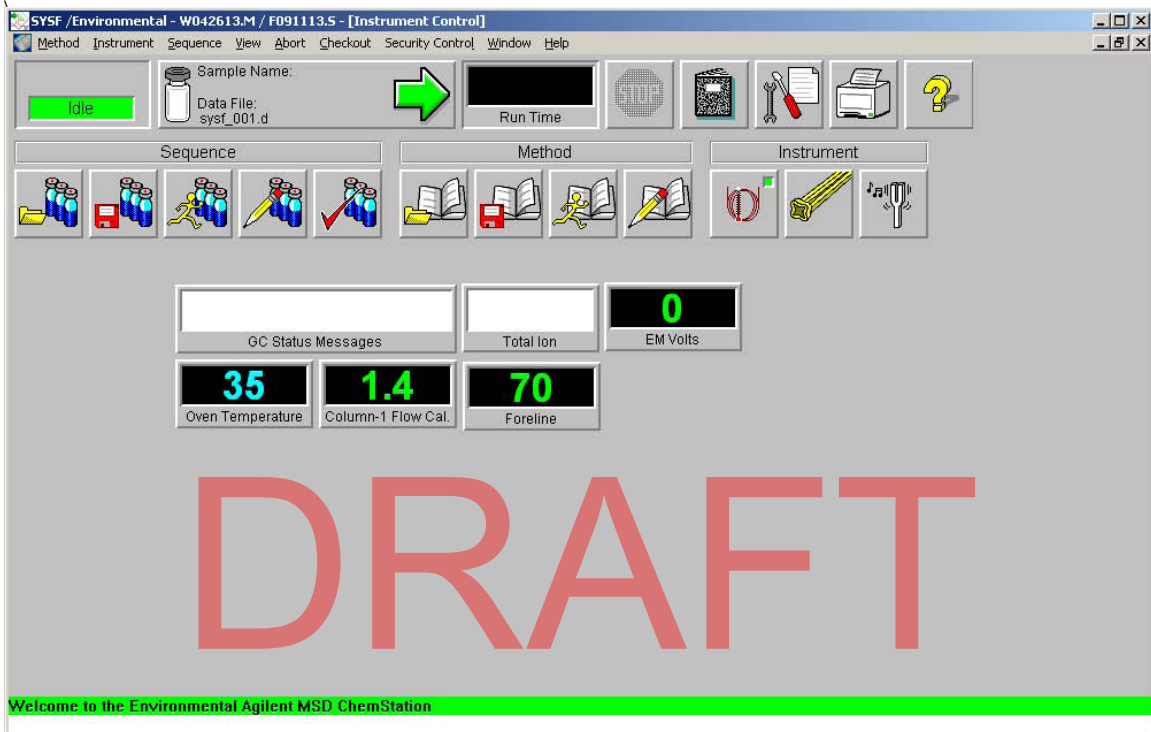 SYSF /Environmental - W042613.M / F091113.S - [Instrument Control]
Method Instrument Sequence View Abort Checkout Security Control Window Help
Idle
Sample Name:
Data File:
sysf_001.d
Run Time
STOP
Sequence
Method
Instrument
GC Status Messages
Total Ion
0
EM Volts
35
Oven Temperature
1.4
Column-1 Flow Cal.
70
Foreline
DRAFT
Welcome to the Environmental Agilent MSD ChemStation